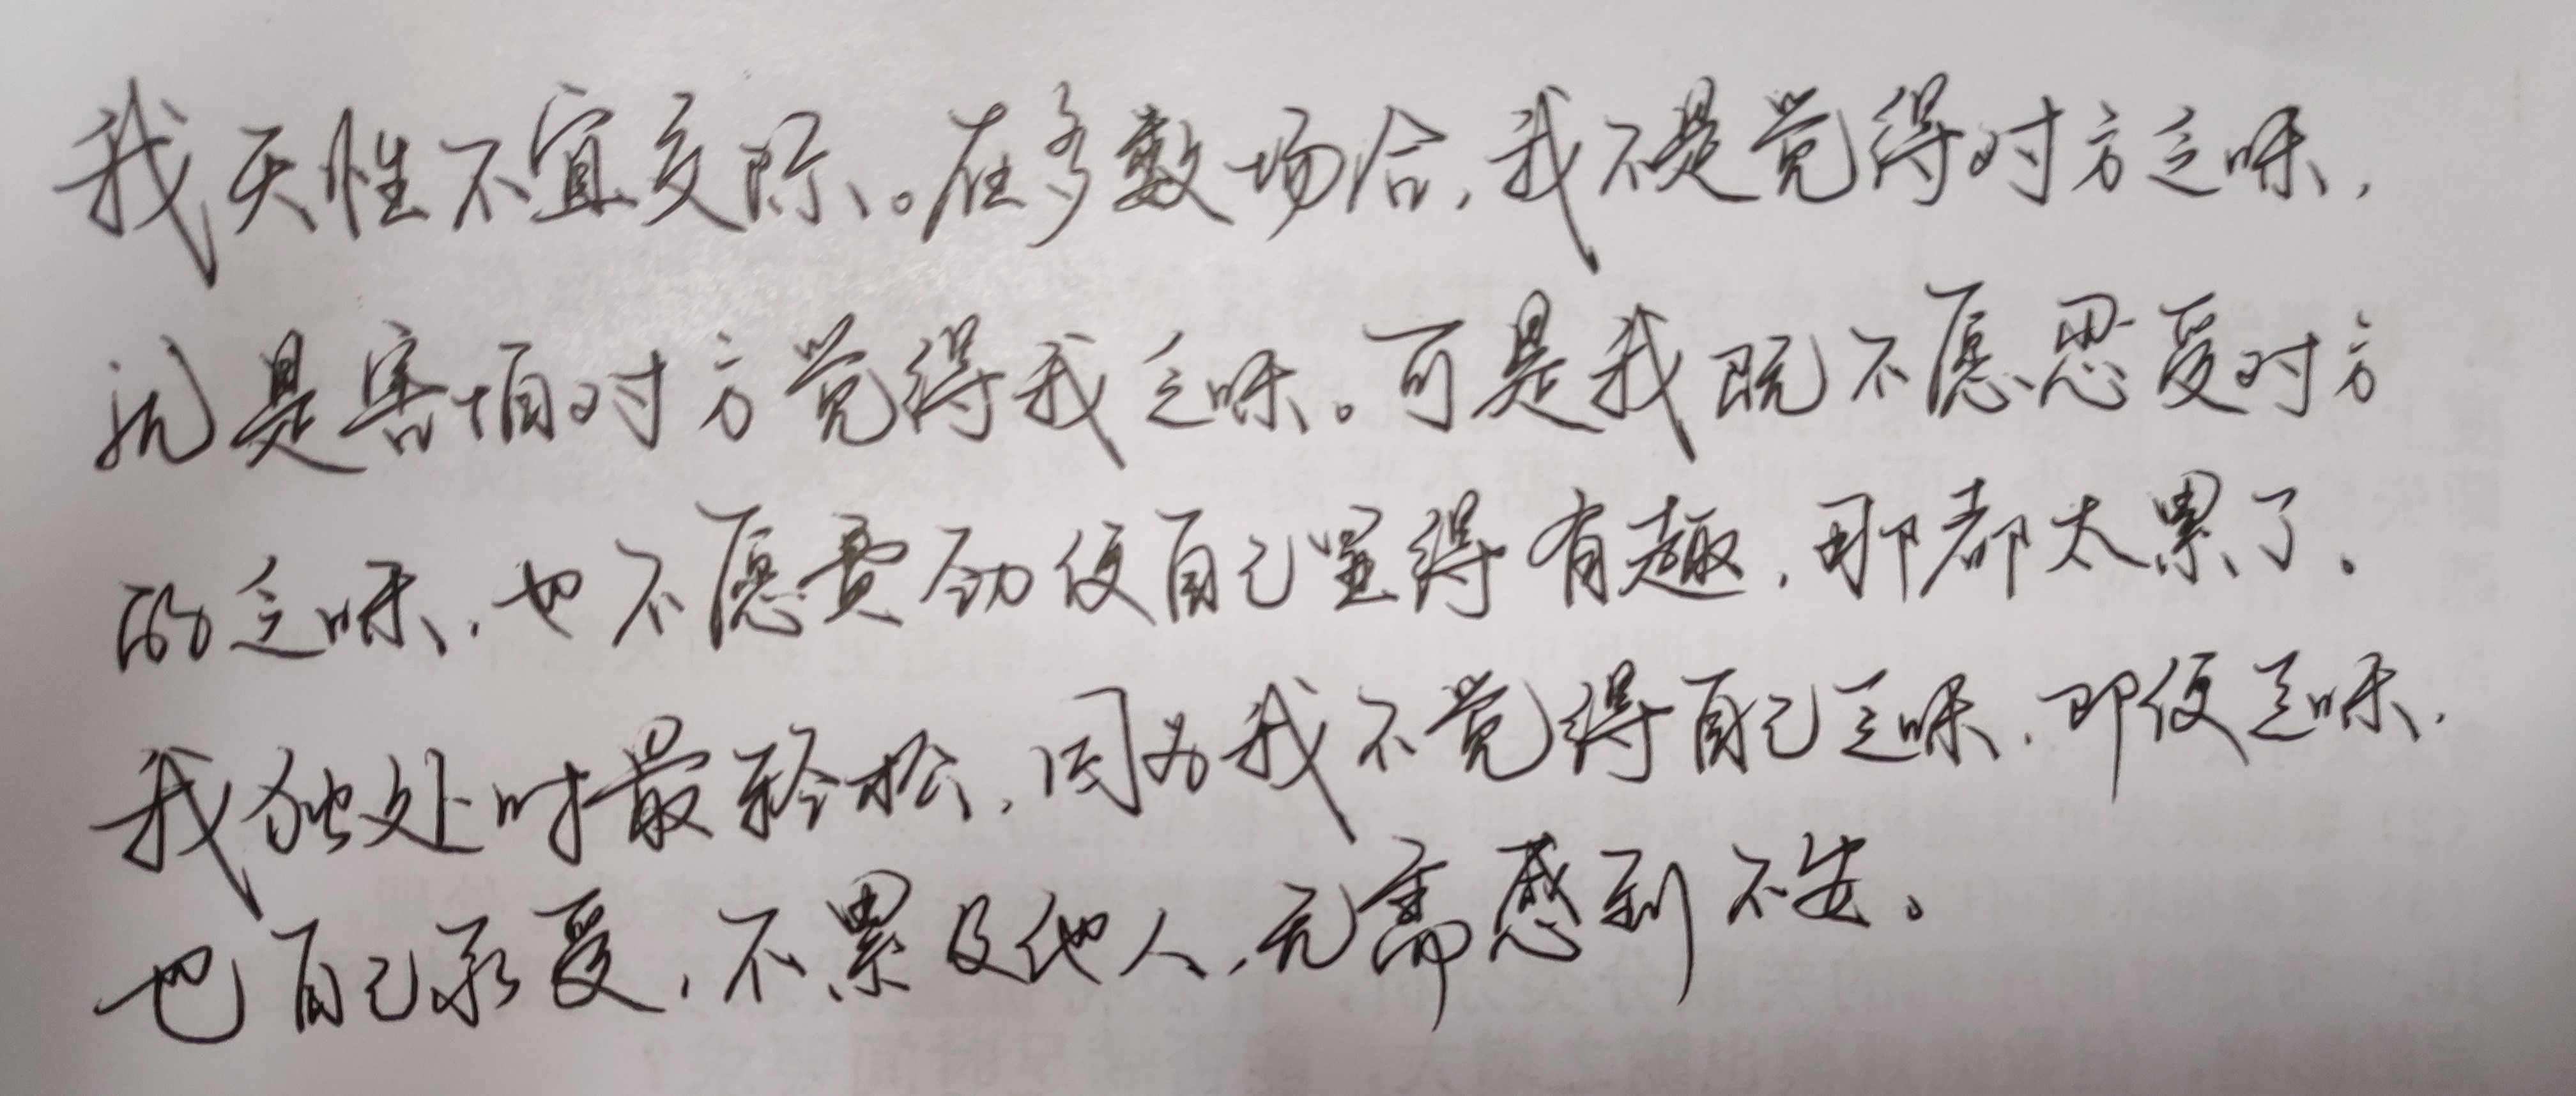 我天性不宜交际。在多数场合，我不是觉得对方乏味，
就是害怕对方觉得我乏味。可是我既不愿忍受对方
的乏味，也不愿费劲使自己显得有趣，那都太累了。
我独处时最轻松，因为我不觉得自己乏味，即使乏味，
也自己承受，不累及他人，无需感到不安。